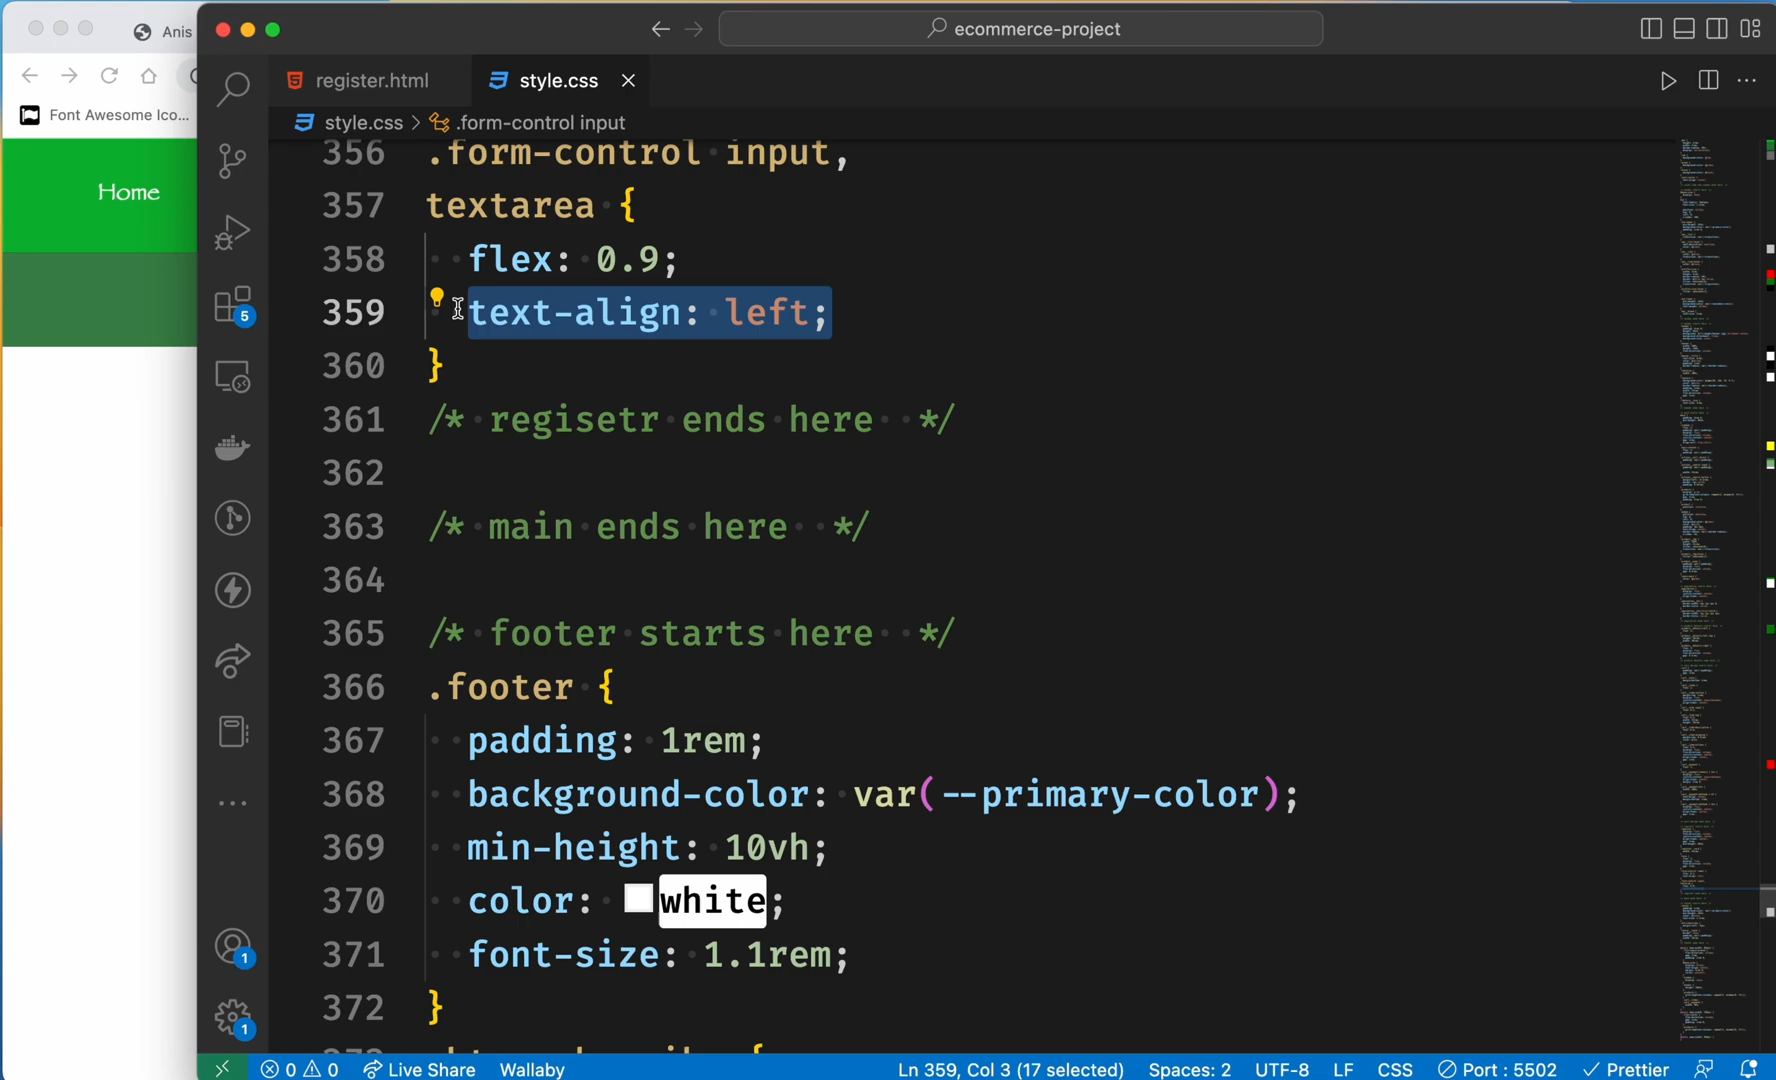 Anis
ecommerce-project
register.html
style.css
Font Awesome Ico...
style.css > .form-control input
Home
356 .form-control input,
357 textarea {
358 flex: 0.9;
359 text-align: left;
360 }
361 /* regisetr ends here */
362
363 /* main ends here */
364
365 /* footer starts here */
366 .footer {
367 padding: 1rem;
368 background-color: var(--primary-color);
369 min-height: 10vh;
370 color: white;
371 font-size: 1.1rem;
372 }
5
1
1
0 0 Live Share Wallaby Ln 359, Col 3 (17 selected) Spaces: 2 UTF-8 LF CSS Port : 5502 Prettier